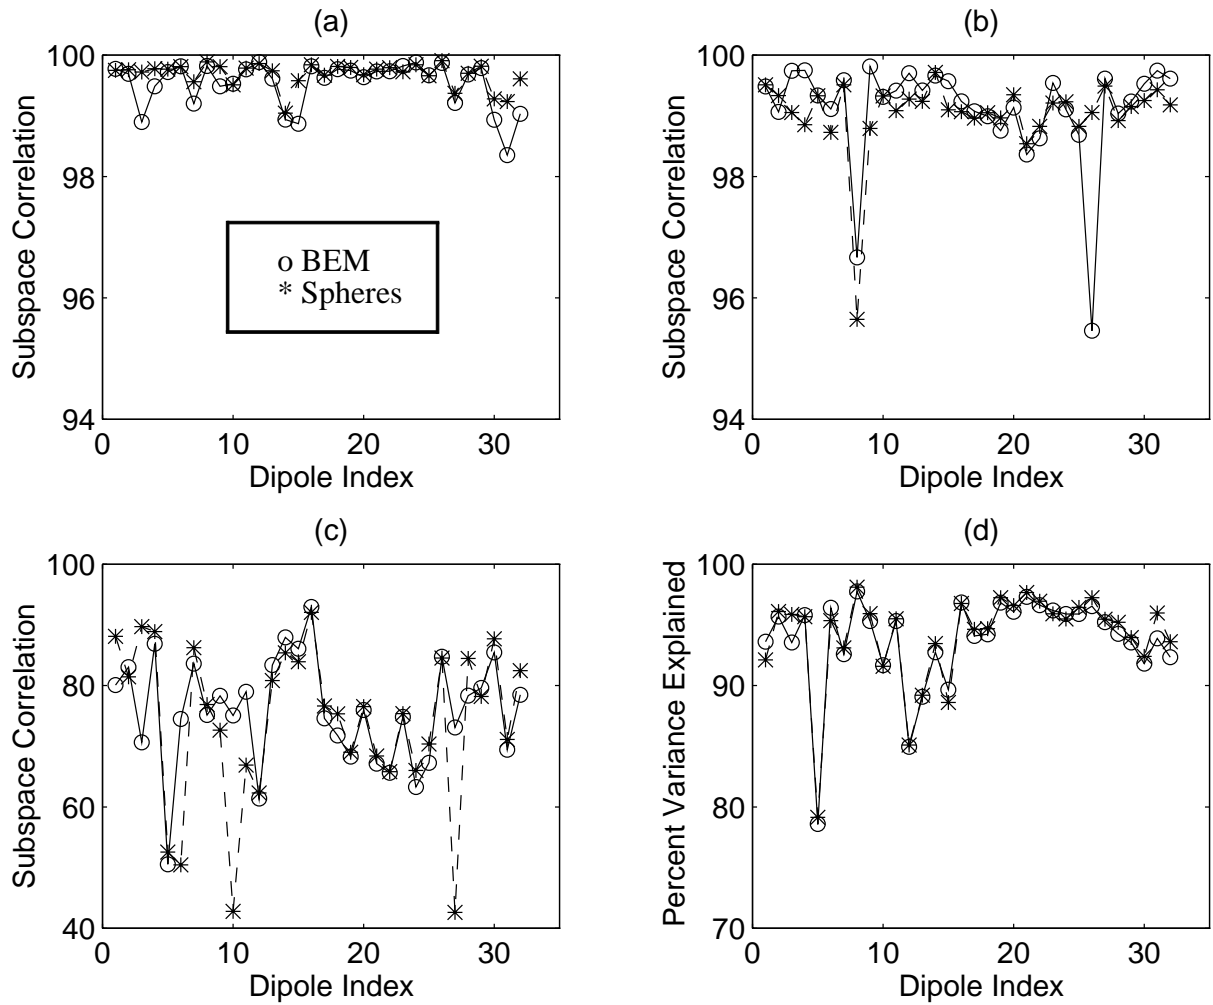 (a)
100
98
96
94
0
10
20
30
Subspace Correlation
Dipole Index
o BEM
* Spheres
(b)
100
98
96
94
0
10
20
30
Subspace Correlation
Dipole Index
(c)
100
80
60
40
0
10
20
30
Subspace Correlation
Dipole Index
(d)
100
90
80
70
0
10
20
30
Percent Variance Explained
Dipole Index